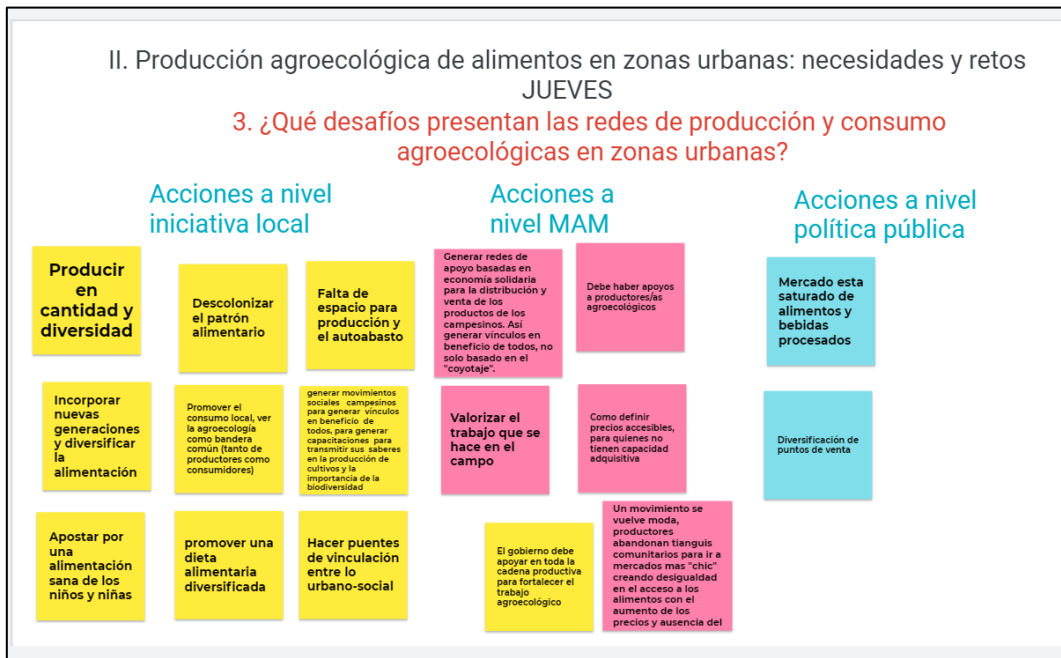 II. Producción agroecológica de alimentos en zonas urbanas: necesidades y retos
JUEVES
3. ¿Qué desafíos presentan las redes de producción y consumo
agroecológicas en zonas urbanas?
Acciones a nivel
iniciativa local
Producir
en
cantidad y
diversidad
Descolonizar
el patrón
alimentario
Falta de
espacio para
producción y
el autoabasto
Incorporar
nuevas
generaciones
y diversificar
la
alimentación
Promover el
consumo local, ver
la agroecología
como bandera
común (tanto de
productores como
consumidores)
generar movimientos
sociales campesinos
para generar vínculos
en beneficio de
todos, para generar
capacitaciones para
transmitir sus saberes
en la producción de
cultivos y la
importancia de la
biodiversidad
Apostar por
una
alimentación
sana de los
niños y niñas
promover una
dieta
alimentaria
diversificada
Hacer puentes
de vinculación
entre lo
urbano-social
Acciones a
nivel MAM
Generar redes de
apoyo basadas en
economía solidaria
para la distribución y
venta de los
productos de los
campesinos. Así
generar vínculos en
beneficio de todos, no
solo basado en el
"coyotaje".
Debe haber apoyos
a productores/as
agroecológicos
Valorizar el
trabajo que se
hace en el
campo
Como definir
precios accesibles,
para quienes no
tienen capacidad
adquisitiva
El gobierno debe
apoyar en toda la
cadena productiva
para fortalecer el
trabajo
agroecológico
Un movimiento se
vuelve moda,
productores
abandonan tianguis
comunitarios para ir a
mercados mas "chic"
creando desigualdad
en el acceso a los
alimentos con el
aumento de los
precios y ausencia del
Acciones a nivel
política pública
Mercado esta
saturado de
alimentos y
bebidas
procesados
Diversificación de
puntos de venta